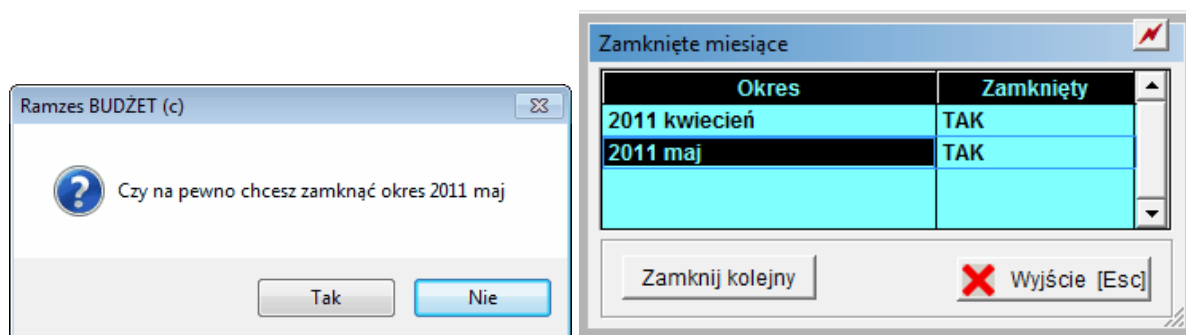 Ramzes BUDŻET (c)
Czy na pewno chcesz zamknąć okres 2011 maj
Tak Nie
Zamknięte miesiące
Okres Zamknięty
2011 kwiecień TAK
2011 maj TAK
Zamknij kolejny Wyjście [Esc]